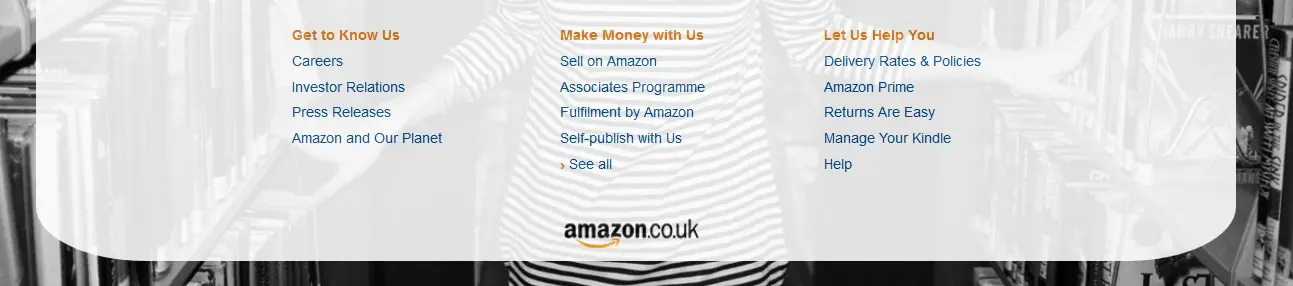 Get to Know Us
Careers
Investor Relations
Press Releases
Amazon and Our Planet
Make Money with Us
Sell on Amazon
Associates Programme
Fulfilment by Amazon
Self-publish with Us
› See all
Let Us Help You
Delivery Rates & Policies
Amazon Prime
Returns Are Easy
Manage Your Kindle
Help
amazon.co.uk
HARRY SHEARER